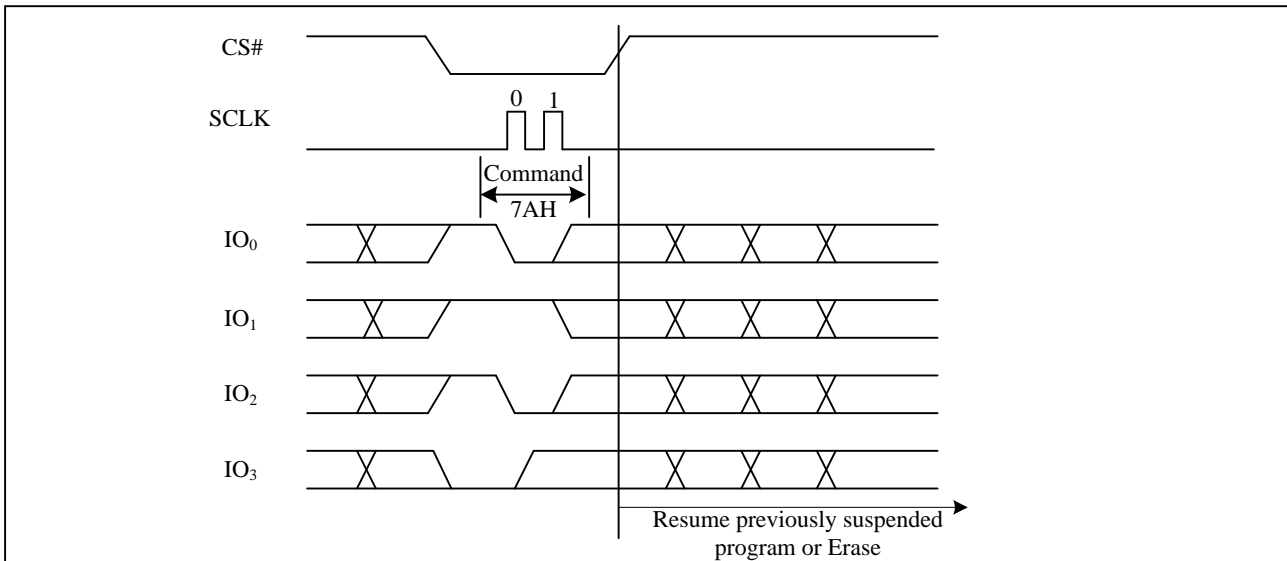 CS#
0 1
SCLK
Command
7AH
IO₀
IO₁
IO₂
IO₃
Resume previously suspended
program or Erase